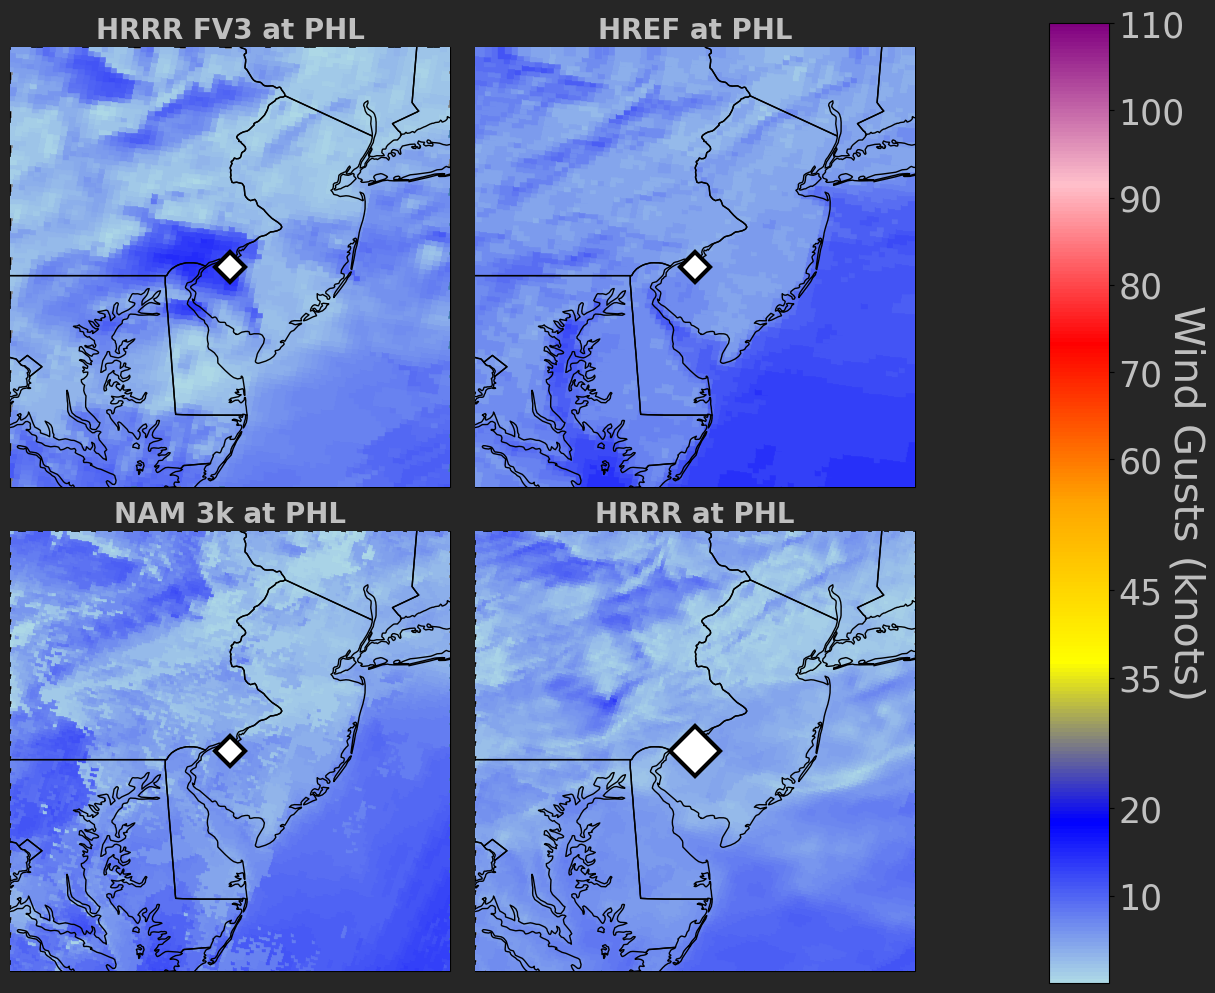 HRRR FV3 at PHL
HREF at PHL
NAM 3k at PHL
HRRR at PHL
110
100
90
80
70
60
45
35
20
10
Wind Gusts (knots)